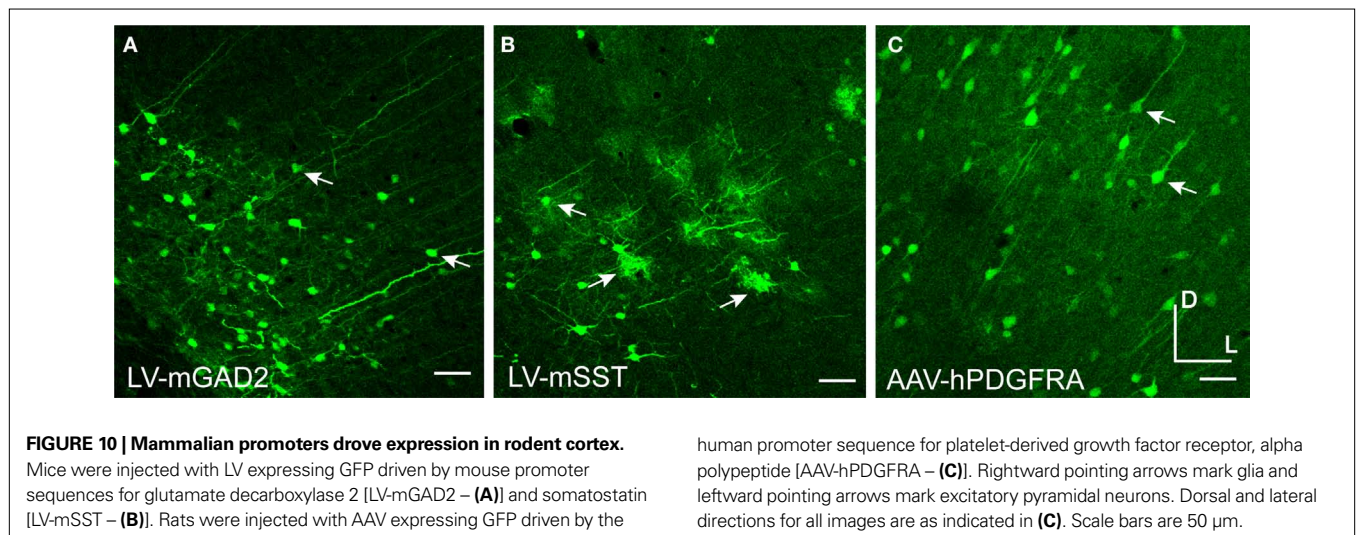 A
B
C
D
L
LV-mGAD2
LV-mSST
AAV-hPDGFRA
FIGURE 10 | Mammalian promoters drove expression in rodent cortex.
Mice were injected with LV expressing GFP driven by mouse promoter
sequences for glutamate decarboxylase 2 [LV-mGAD2 – (A)] and somatostatin
[LV-mSST – (B)]. Rats were injected with AAV expressing GFP driven by the
human promoter sequence for platelet-derived growth factor receptor, alpha
polypeptide [AAV-hPDGFRA – (C)]. Rightward pointing arrows mark glia and
leftward pointing arrows mark excitatory pyramidal neurons. Dorsal and lateral
directions for all images are as indicated in (C). Scale bars are 50 μm.